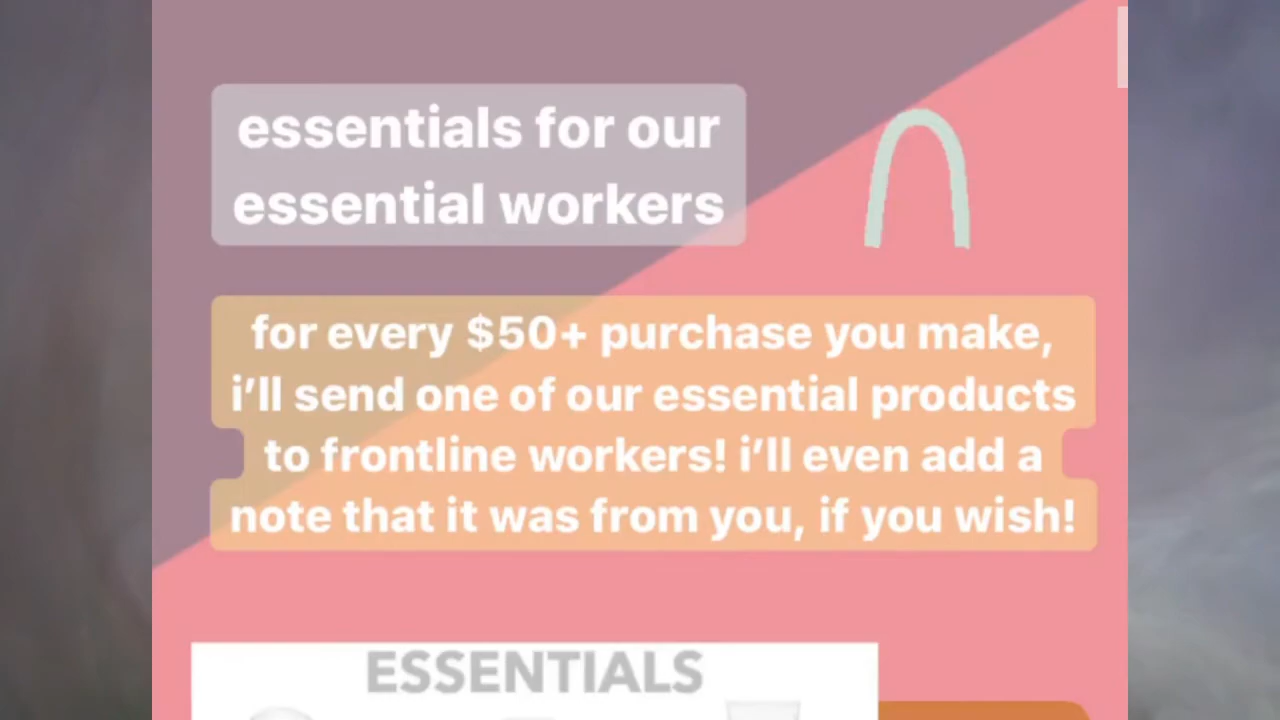 essentials for our
essential workers
for every $50+ purchase you make,
i'll send one of our essential products
to frontline workers! i'll even add a
note that it was from you, if you wish!
ESSENTIALS